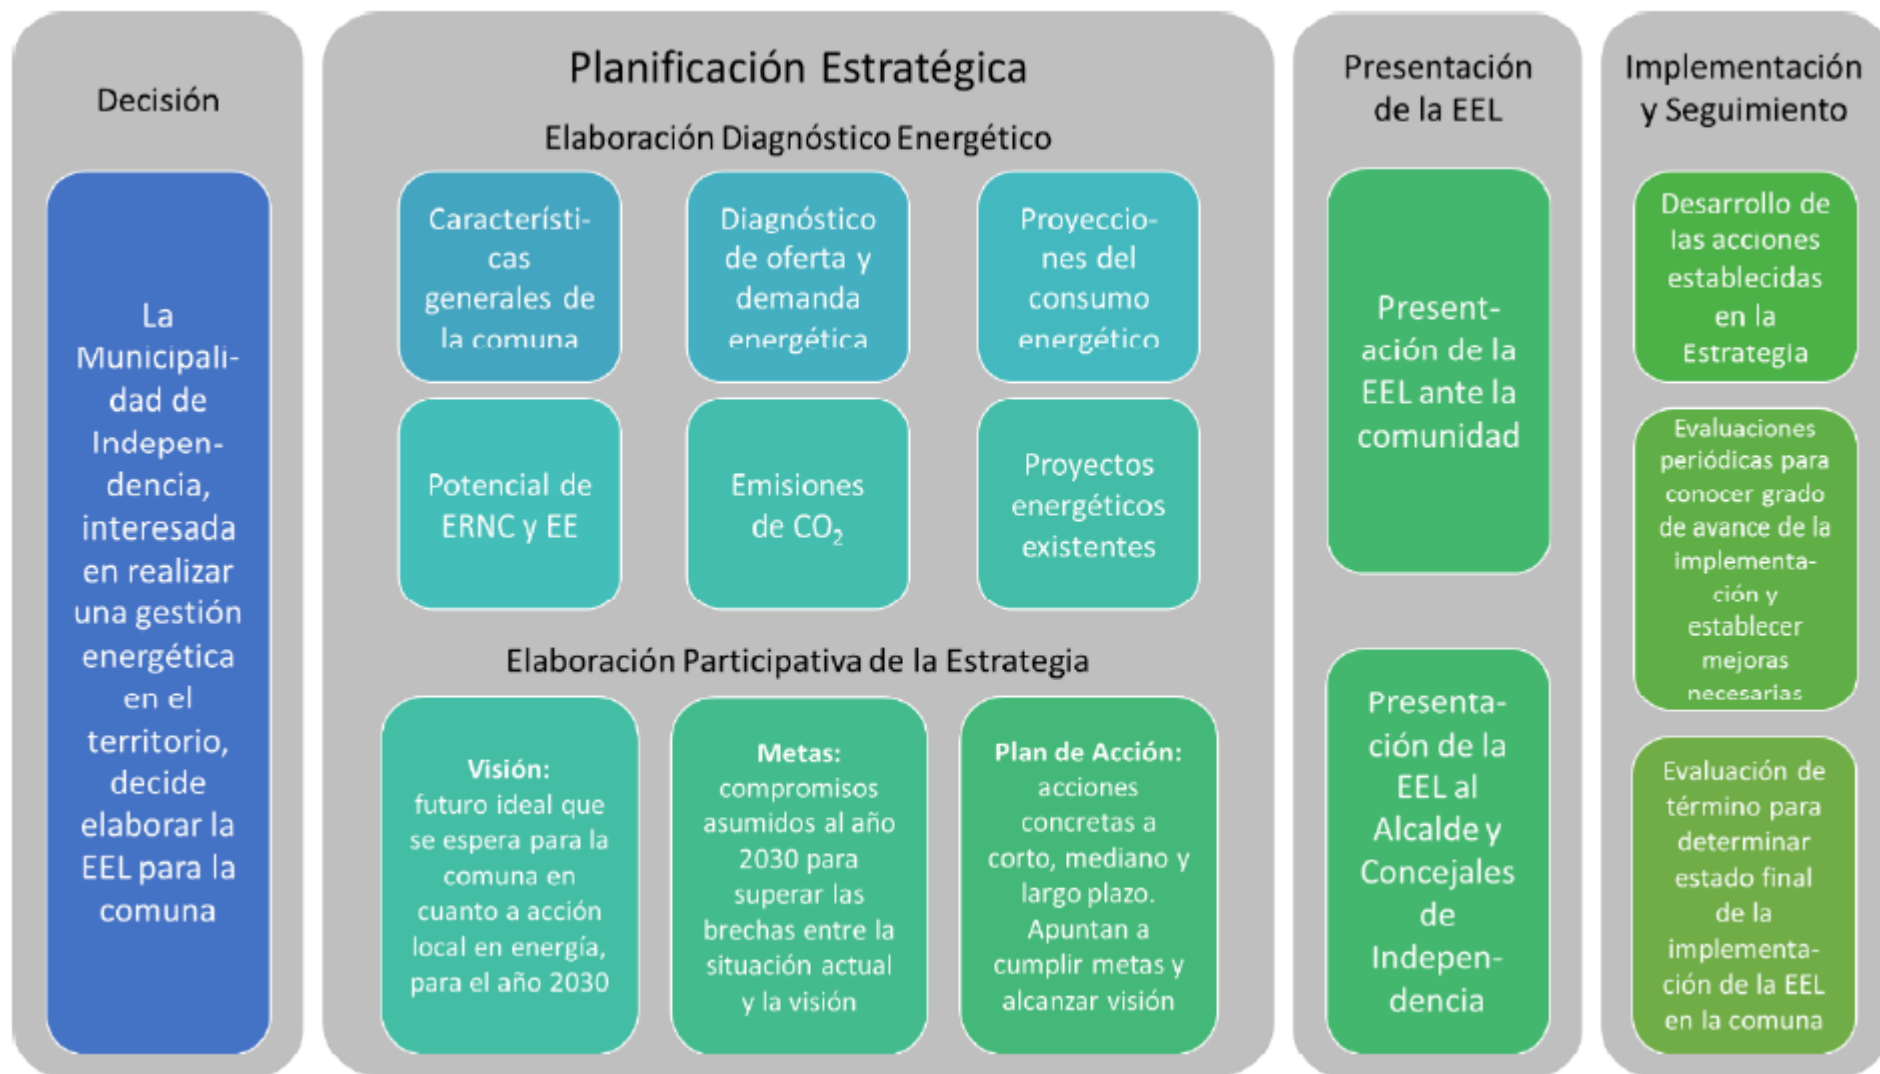 Decisión
La
Municipali-
dad de
Indepen-
dencia,
interesada
en realizar
una gestión
energética
en el
territorio,
decide
elaborar la
EEL para la
comuna
Planificación Estratégica
Elaboración Diagnóstico Energético
Característi-
cas
generales de
la comuna
Diagnóstico
de oferta y
demanda
energética
Proyeccio-
nes del
consumo
energético
Potencial de
ERNC y EE
Emisiones
de CO₂
Proyectos
energéticos
existentes
Elaboración Participativa de la Estrategia
Visión:
futuro ideal que
se espera para la
comuna en
cuanto a acción
local en energía,
para el año 2030
Metas:
compromisos
asumidos al año
2030 para
superar las
brechas entre la
situación actual
y la visión
Plan de Acción:
acciones
concretas a
corto, mediano y
largo plazo.
Apuntan a
cumplir metas y
alcanzar visión
Presentación
de la EEL
Present-
ación de la
EEL ante la
comunidad
Presenta-
ción de la
EEL al
Alcalde y
Concejales
de
Indepen-
dencia
Implementación
y Seguimiento
Desarrollo de
las acciones
establecidas
en la
Estrategia
Evaluaciones
periódicas para
conocer grado
de avance de la
implementa-
ción y
establecer
mejoras
necesarias
Evaluación de
término para
determinar
estado final
de la
implementa-
ción de la EEL
en la comuna